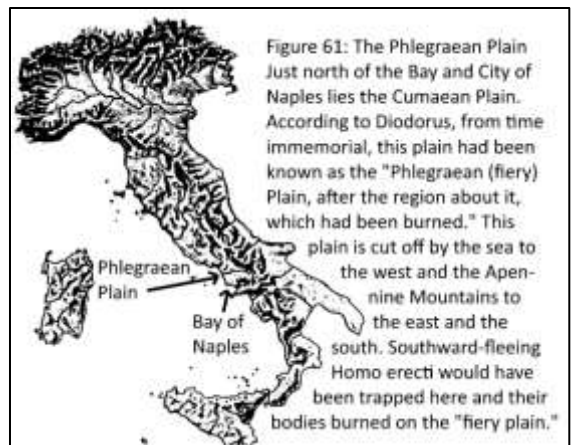 Figure 61: The Phlegraean Plain
Just north of the Bay and City of
Naples lies the Cumaean Plain.
According to Diodorus, from time
immemorial, this plain had been
known as the "Phlegraean (fiery)
Plain, after the region about it,
which had been burned." This
plain is cut off by the sea to
the west and the Apen-
nine Mountains to
the east and the
south. Southward-fleeing
Homo erecti would have
been trapped here and their
bodies burned on the "fiery plain."
Phlegraean
Plain
Bay of
Naples